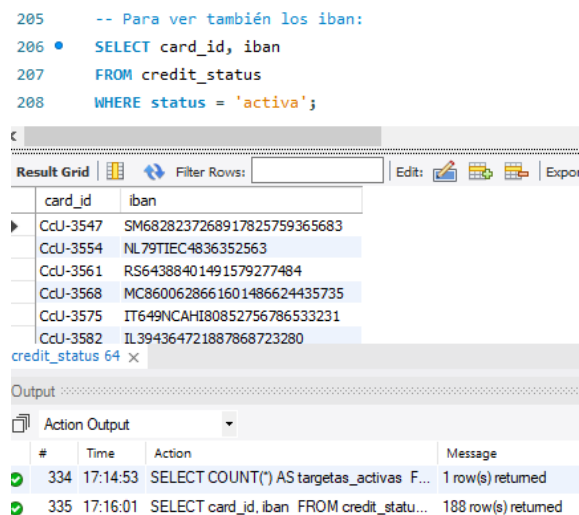 205 -- Para ver también los iban:
206 SELECT card_id, iban
207 FROM credit_status
208 WHERE status = 'activa';
Result Grid Filter Rows: Edit: Expor
card_id iban
CcU-3547 SM6828237268917825759365683
CcU-3554 NL79TIEC4836352563
CcU-3561 RS64388401491579277484
CcU-3568 MC8600628661601486624435735
CcU-3575 IT649NCAHI80852756786533231
CcU-3582 IL394364721887868723280
credit_status 64
Output
Action Output
# Time Action Message
334 17:14:53 SELECT COUNT(*) AS targetas_activas F... 1 row(s) returned
335 17:16:01 SELECT card_id, iban FROM credit_statu... 188 row(s) returned